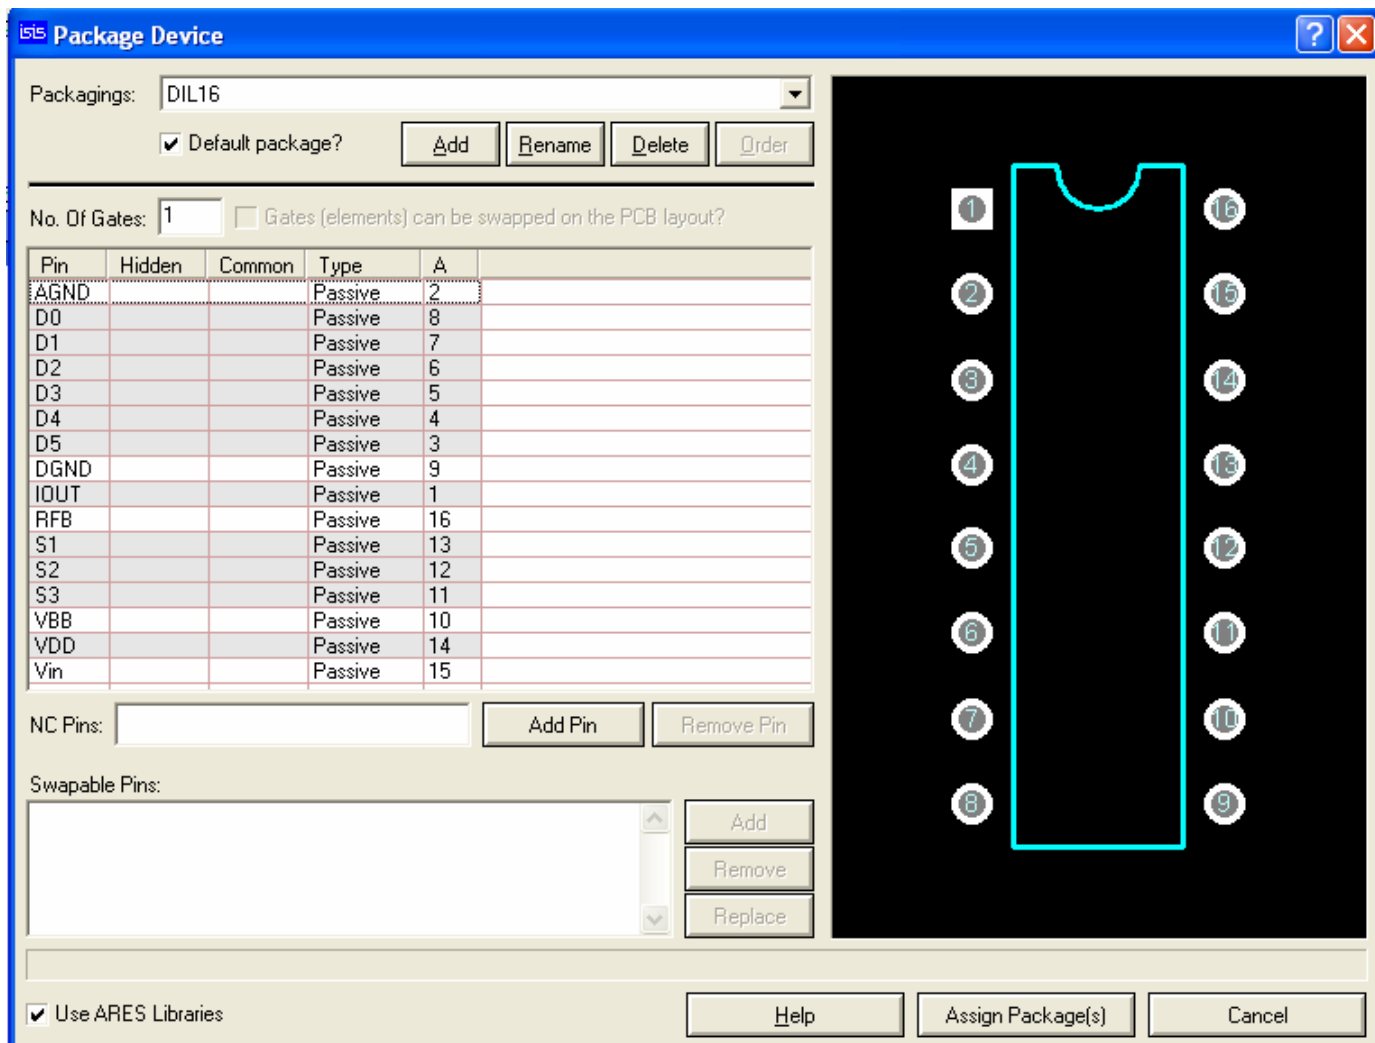 isis Package Device
Packagings: DIL16
Default package? Add Rename Delete Order
No. Of Gates: 1 Gates (elements) can be swapped on the PCB layout?
Pin Hidden Common Type A
AGND Passive 2
D0 Passive 8
D1 Passive 7
D2 Passive 6
D3 Passive 5
D4 Passive 4
D5 Passive 3
DGND Passive 9
IOUT Passive 1
RFB Passive 16
S1 Passive 13
S2 Passive 12
S3 Passive 11
VBB Passive 10
VDD Passive 14
Vin Passive 15
NC Pins: Add Pin Remove Pin
Swapable Pins:
Add
Remove
Replace
1 16
2 15
3 14
4 13
5 12
6 11
7 10
8 9
Use ARES Libraries Help Assign Package(s) Cancel